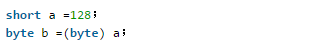 short a =128;
byte b =(byte) a;